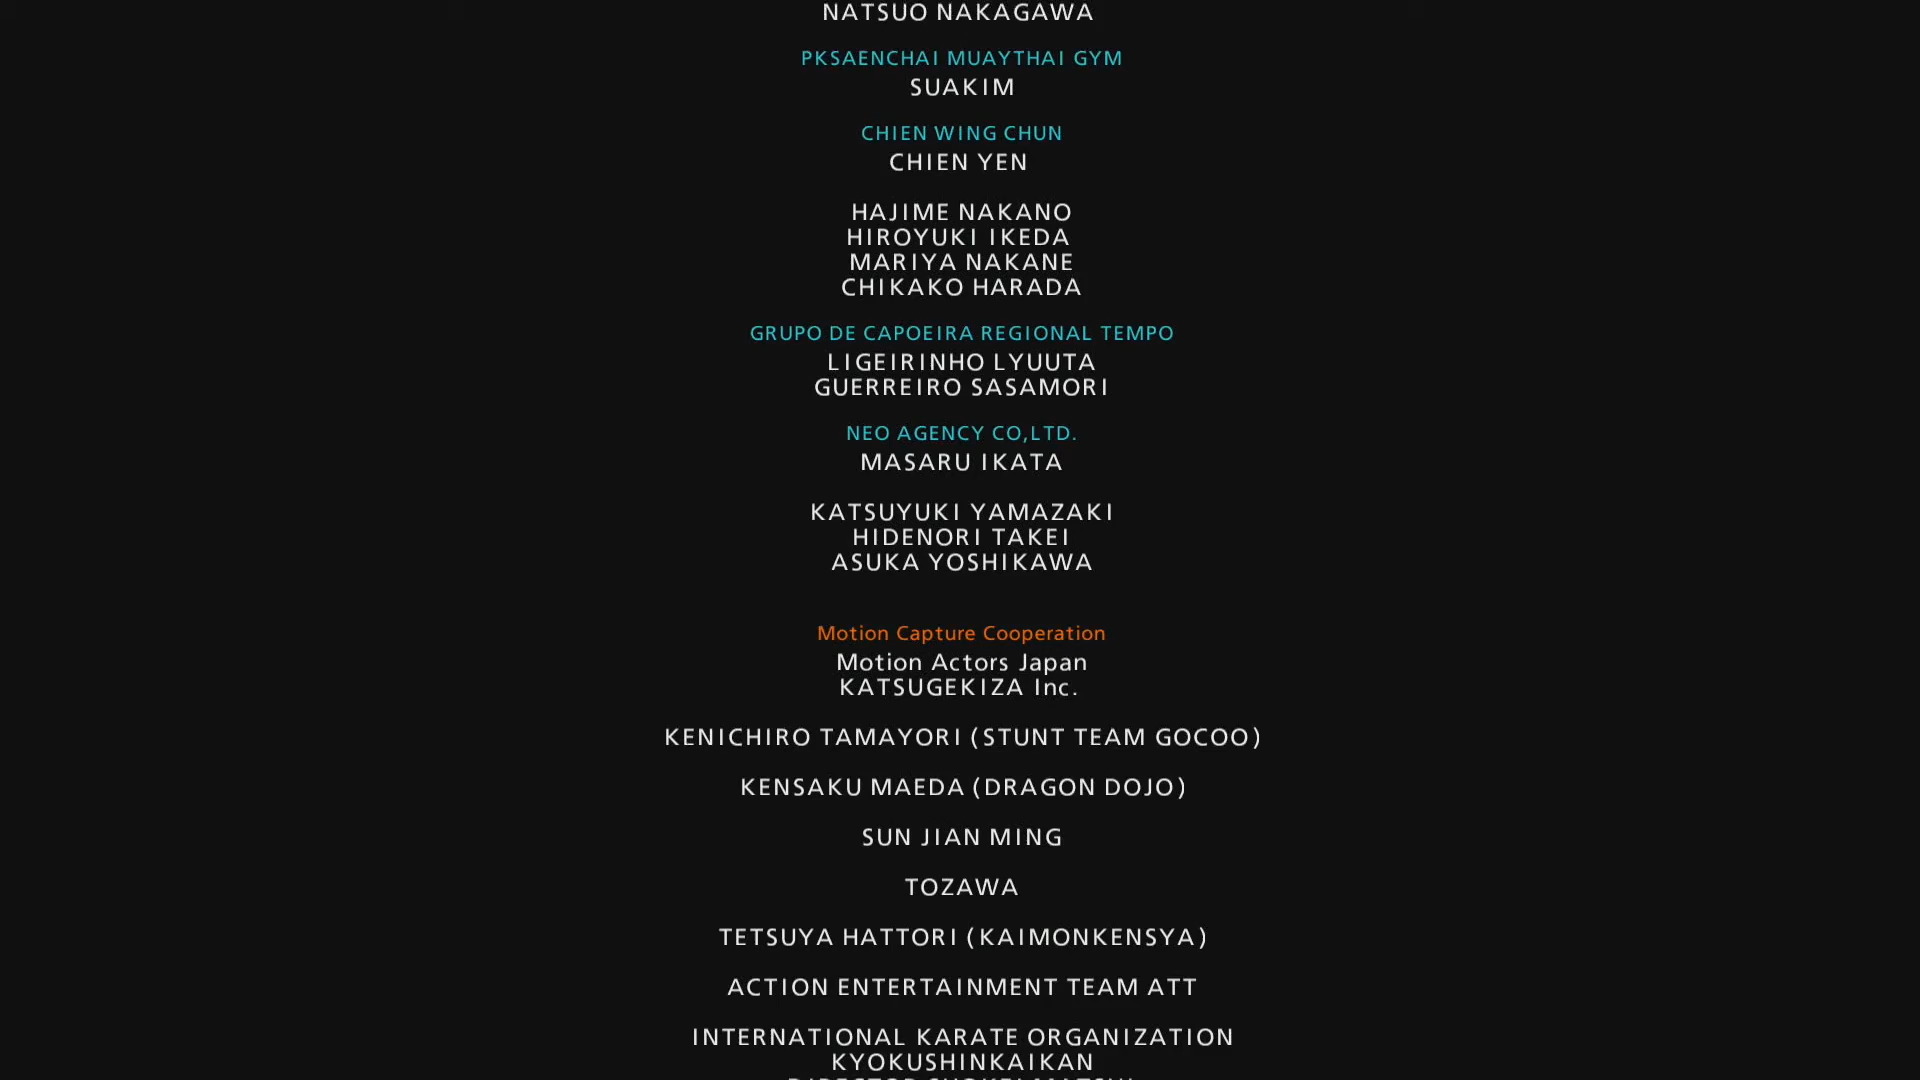 NATSUO NAKAGAWA
PKSAENCHAI MUAYTHAI GYM
SUAKIM
CHIEN WING CHUN
CHIEN YEN
HAJIME NAKANO
HIROYUKI IKEDA
MARIYA NAKANE
CHIKAKO HARADA
GRUPO DE CAPOEIRA REGIONAL TEMPO
LIGEIRINHO LYUUTA
GUERREIRO SASAMORI
NEO AGENCY CO,LTD.
MASARU IKATA
KATSUYUKI YAMAZAKI
HIDENORI TAKEI
ASUKA YOSHIKAWA
Motion Capture Cooperation
Motion Actors Japan
KATSUGEKIZA Inc.
KENICHIRO TAMAYORI (STUNT TEAM GOCOO)
KENSAKU MAEDA (DRAGON DOJO)
SUN JIAN MING
TOZAWA
TETSUYA HATTORI (KAIMONKENSYA)
ACTION ENTERTAINMENT TEAM ATT
INTERNATIONAL KARATE ORGANIZATION
KYOKUSHINKAIKAN